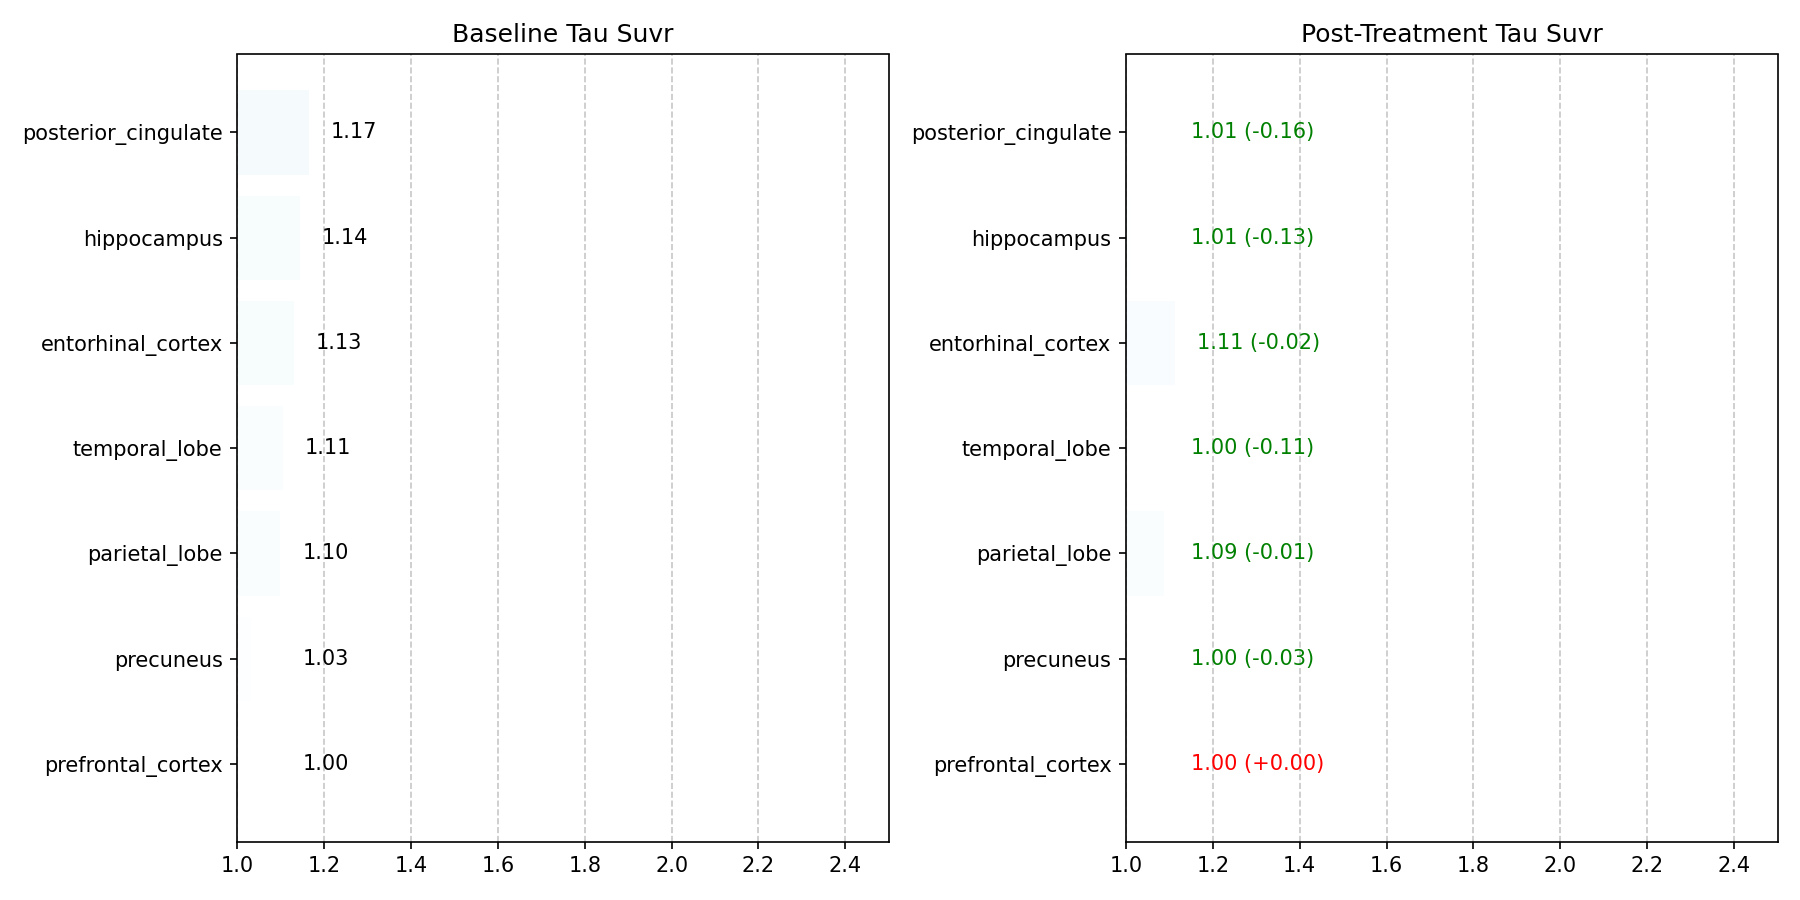 Baseline Tau Suvr
posterior_cingulate 1.17
hippocampus 1.14
entorhinal_cortex 1.13
temporal_lobe 1.11
parietal_lobe 1.10
precuneus 1.03
prefrontal_cortex 1.00
1.0 1.2 1.4 1.6 1.8 2.0 2.2 2.4
Post-Treatment Tau Suvr
posterior_cingulate 1.01 (-0.16)
hippocampus 1.01 (-0.13)
entorhinal_cortex 1.11 (-0.02)
temporal_lobe 1.00 (-0.11)
parietal_lobe 1.09 (-0.01)
precuneus 1.00 (-0.03)
prefrontal_cortex 1.00 (+0.00)
1.0 1.2 1.4 1.6 1.8 2.0 2.2 2.4